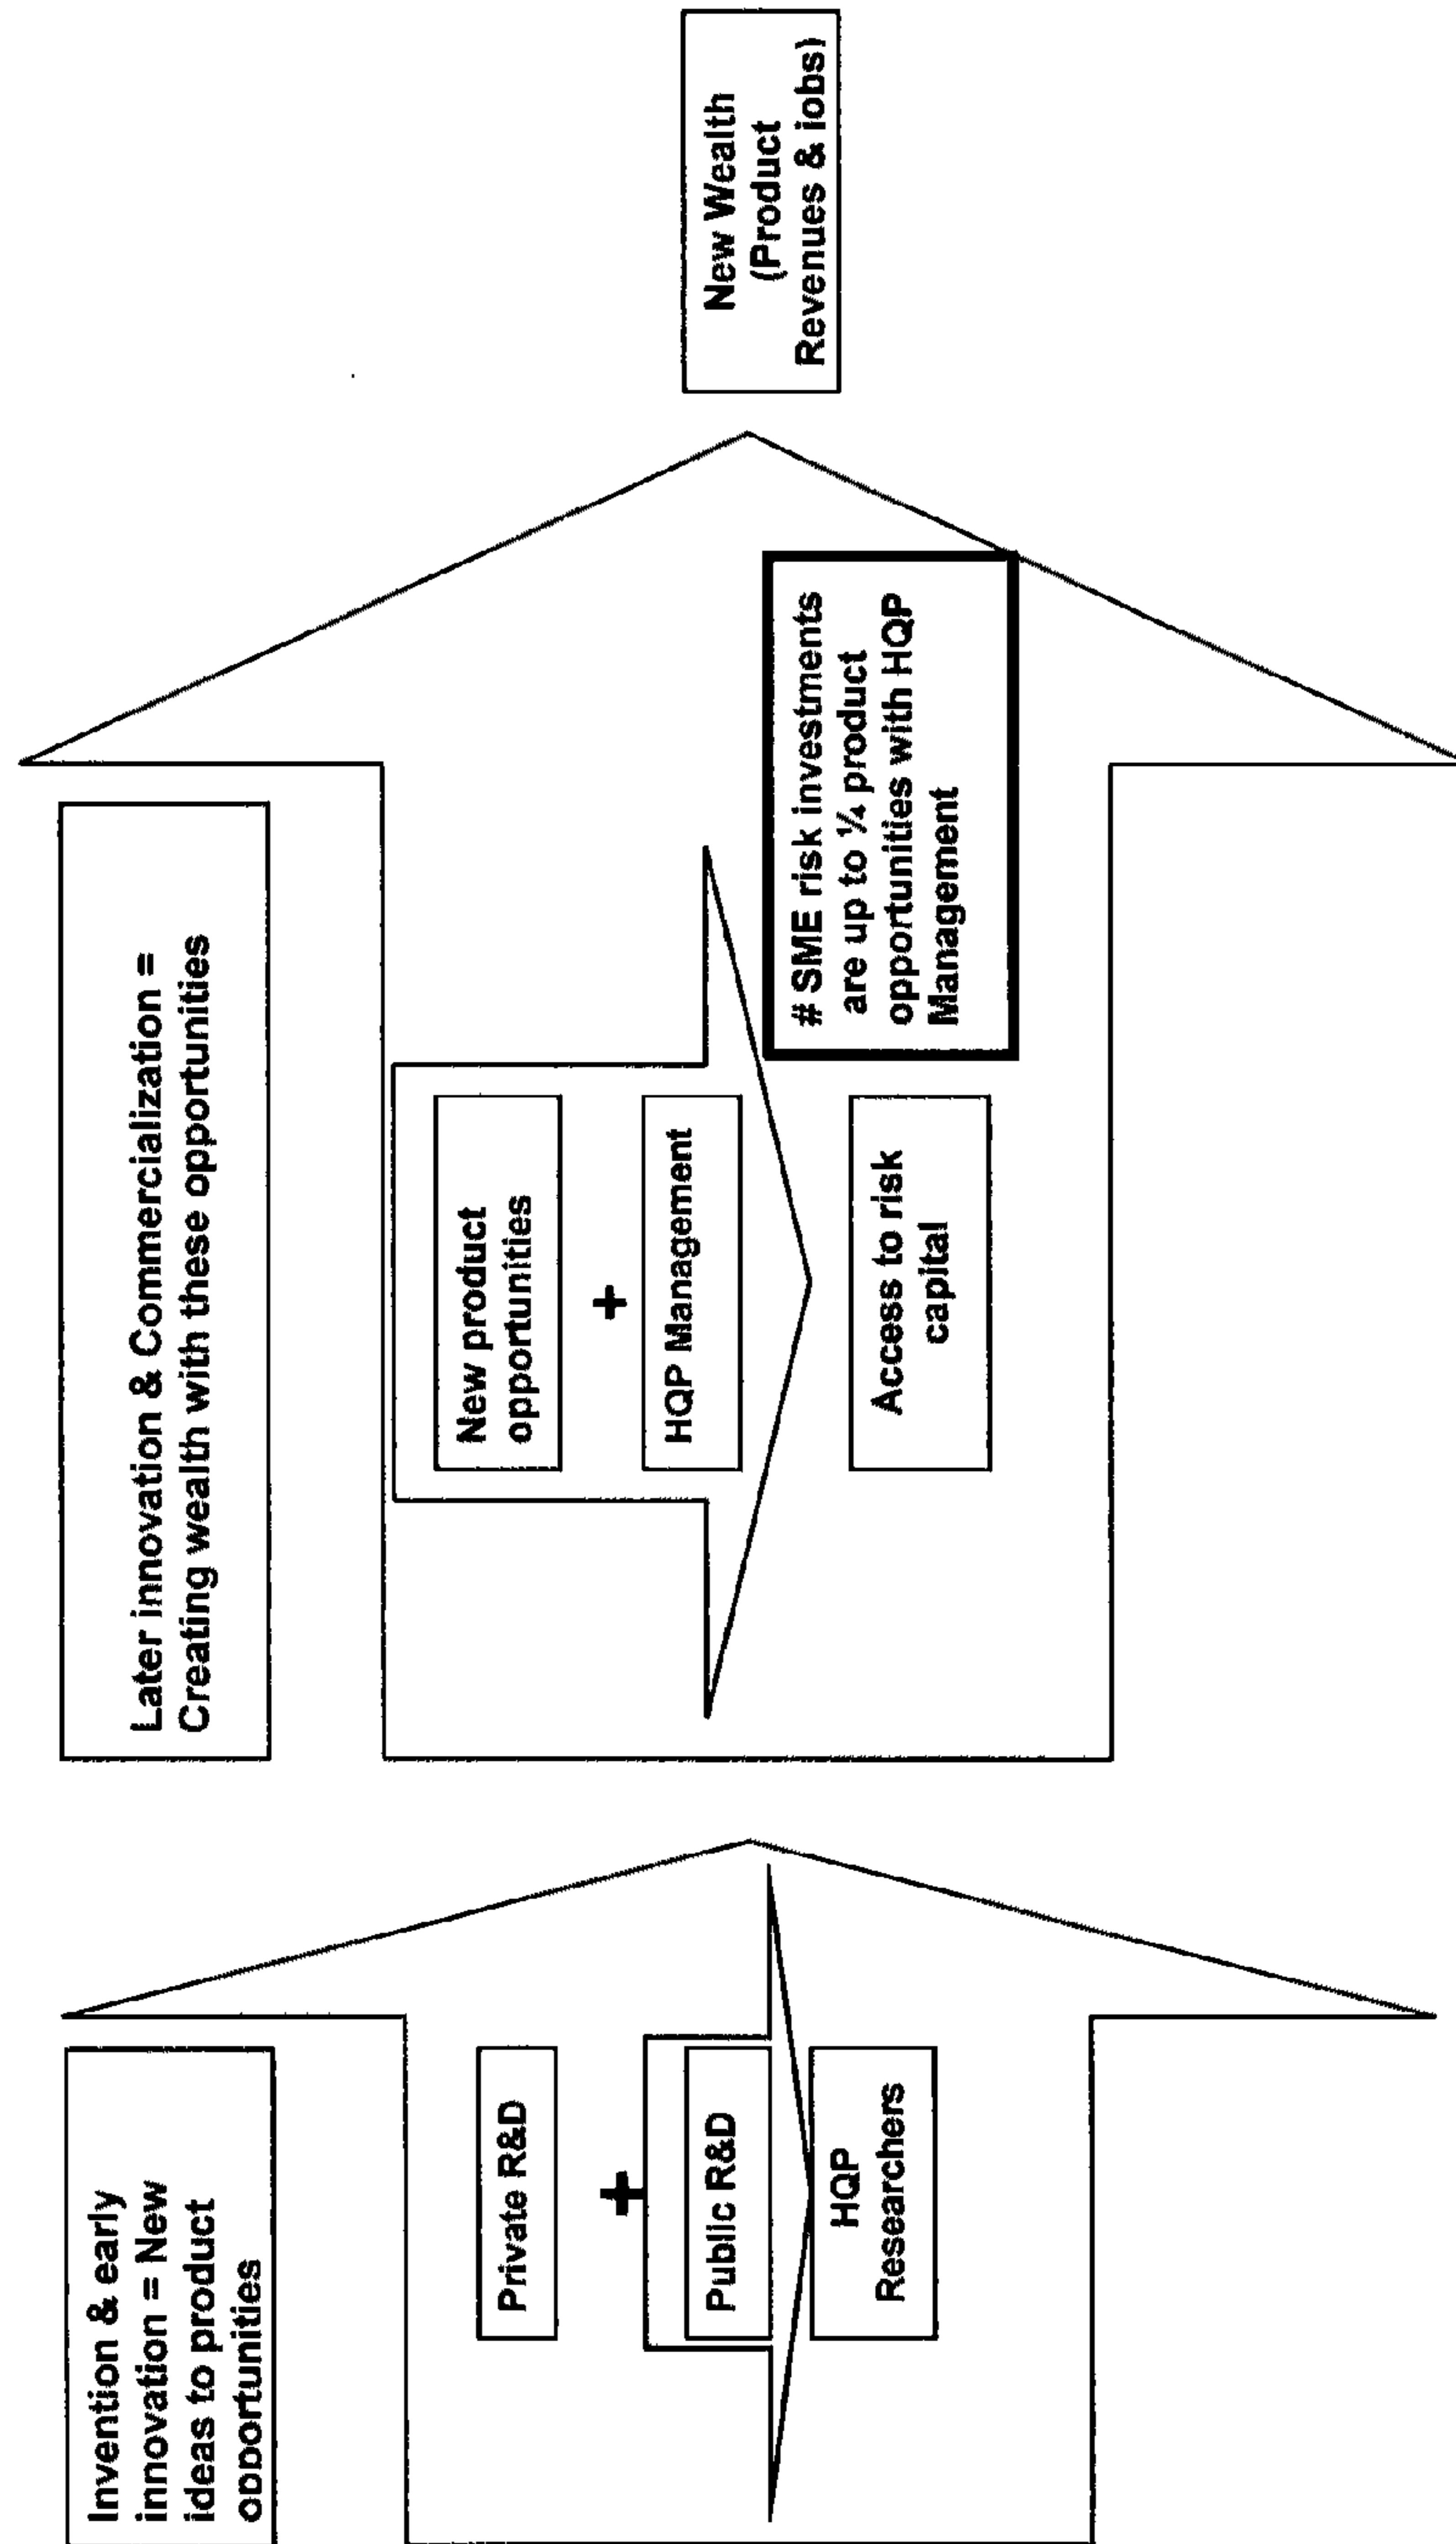 Invention & early
innovation = New
ideas to product
opportunities
Private R&D
+
Public R&D
HQP
Researchers
Later innovation & Commercialization =
Creating wealth with these opportunities
New product
opportunities
+
HQP Management
Access to risk
capital
# SME risk investments
are up to ¼ product
opportunities with HQP
Management
New Wealth
(Product
Revenues & jobs)